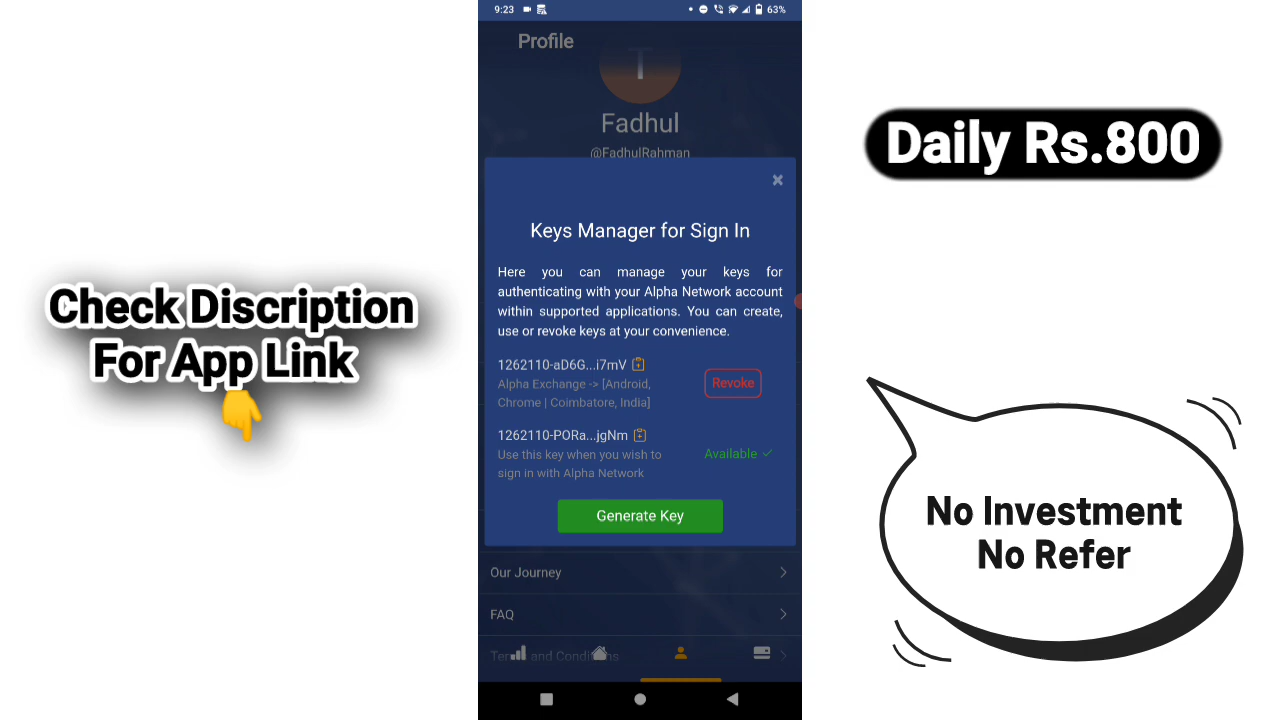 9:23
63%
Profile
T
Fadhul
@FadhulRahman
Keys Manager for Sign In
Here you can manage your keys for
authenticating with your Alpha Network account
within supported applications. You can create,
use or revoke keys at your convenience.
1262110-aD6G...i7mV
Alpha Exchange -> [Android,
Chrome | Coimbatore, India]
Revoke
1262110-PORa...jgNm
Use this key when you wish to
sign in with Alpha Network
Available ✓
Generate Key
Our Journey
FAQ
Terms and Conditions
Check Discription
For App Link
👇
Daily Rs.800
No Investment
No Refer